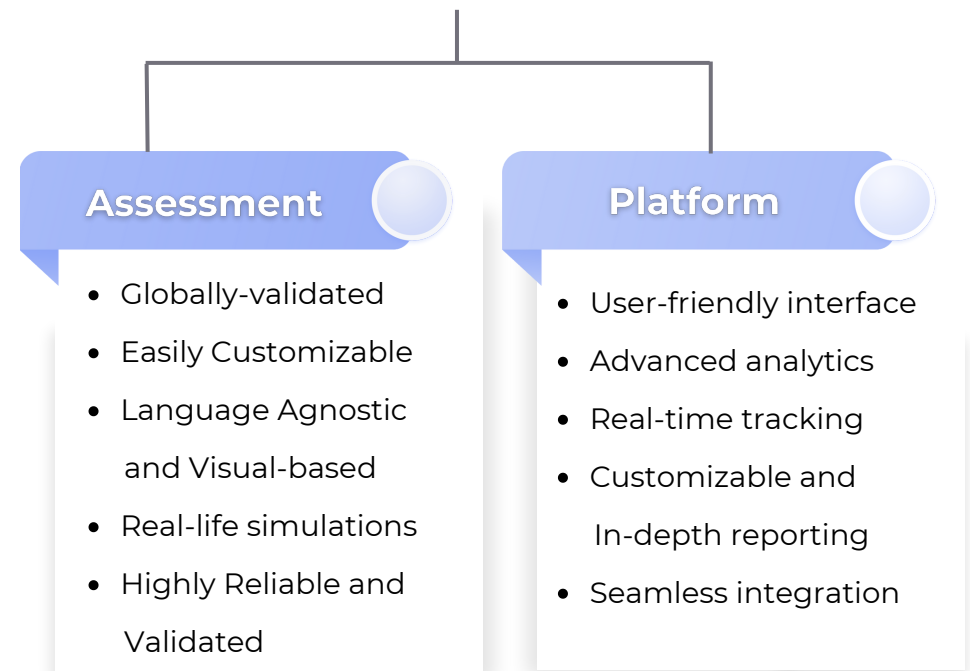 Assessment
• Globally-validated
• Easily Customizable
• Language Agnostic
and Visual-based
• Real-life simulations
• Highly Reliable and
Validated
Platform
• User-friendly interface
• Advanced analytics
• Real-time tracking
• Customizable and
In-depth reporting
• Seamless integration